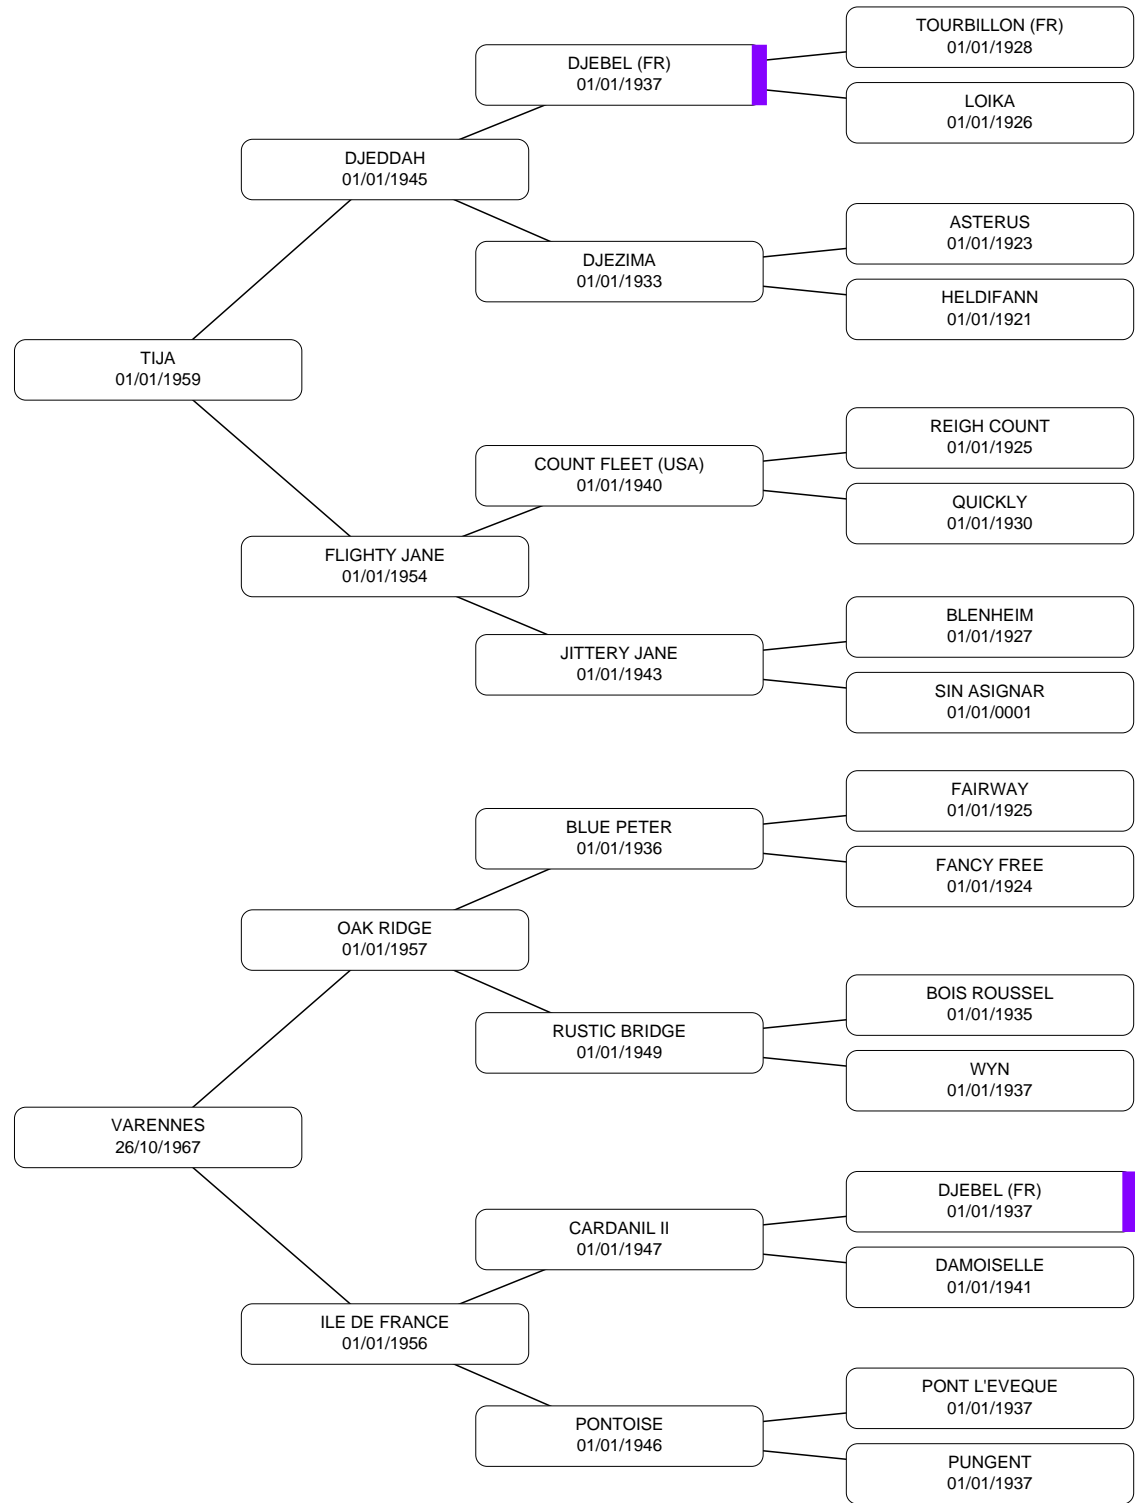 TOURBILLON (FR)
01/01/1928
DJEBEL (FR)
01/01/1937
LOIKA
01/01/1926
DJEDDAH
01/01/1945
ASTERUS
01/01/1923
DJEZIMA
01/01/1933
HELDIFANN
01/01/1921
TIJA
01/01/1959
REIGH COUNT
01/01/1925
COUNT FLEET (USA)
01/01/1940
QUICKLY
01/01/1930
FLIGHTY JANE
01/01/1954
BLENHEIM
01/01/1927
JITTERY JANE
01/01/1943
SIN ASIGNAR
01/01/0001
FAIRWAY
01/01/1925
BLUE PETER
01/01/1936
FANCY FREE
01/01/1924
OAK RIDGE
01/01/1957
BOIS ROUSSEL
01/01/1935
RUSTIC BRIDGE
01/01/1949
WYN
01/01/1937
VARENNES
26/10/1967
DJEBEL (FR)
01/01/1937
CARDANIL II
01/01/1947
DAMOISELLE
01/01/1941
ILE DE FRANCE
01/01/1956
PONT L'EVEQUE
01/01/1937
PONTOISE
01/01/1946
PUNGENT
01/01/1937